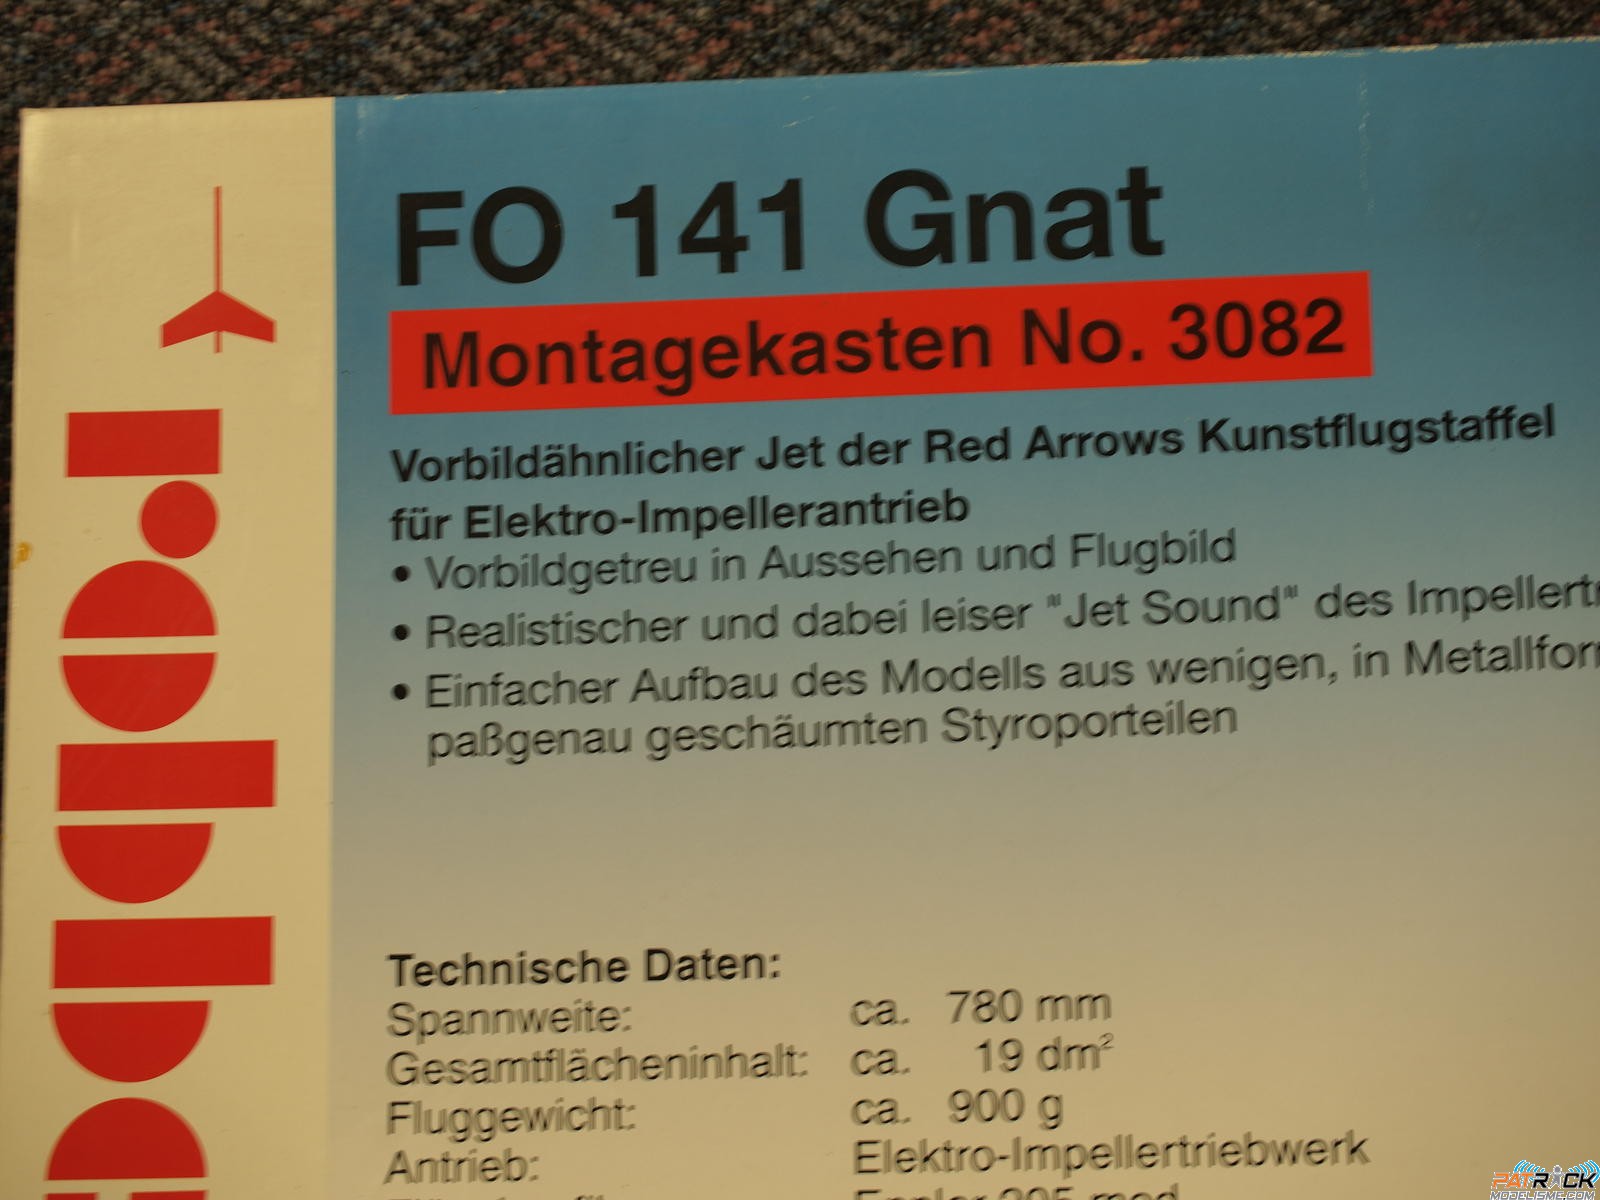 FO 141 Gnat
Montagekasten No. 3082
Vorbildähnlicher Jet der Red Arrows Kunstflugstaffel
für Elektro-Impellerantrieb
• Vorbildgetreu in Aussehen und Flugbild
• Realistischer und dabei leiser "Jet Sound" des
• Einfacher Aufbau des Modells aus wenigen, in
paßgenau geschäumten Styroporteilen
Technische Daten:
Spannweite: ca. 780 mm
Gesamtflächeninhalt: ca. 19 dm²
Fluggewicht: ca. 900 g
Antrieb: Elektro-Impellertriebwerk
PATROCK
MODELISME.COM